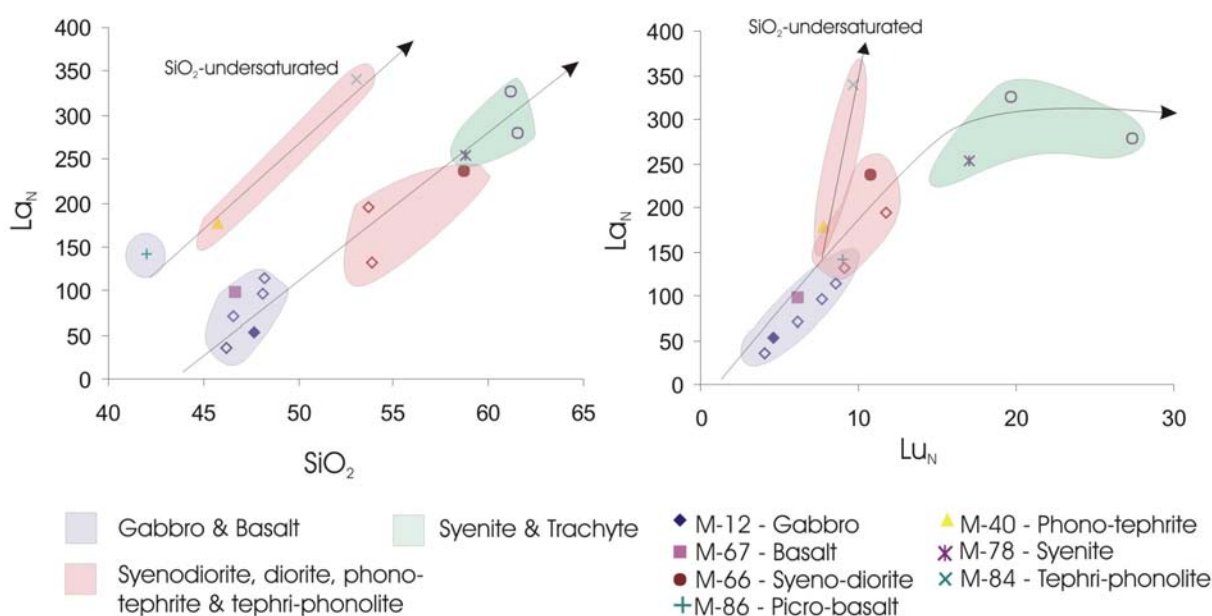 400
350
300
250
200
150
100
50
0
La_N
SiO₂-undersaturated
40 45 50 55 60 65
SiO₂
400
350
300
250
200
150
100
50
0
La_N
SiO₂-undersaturated
0 10 20 30
Lu_N
Gabbro & Basalt
Syenite & Trachyte
Syenodiorite, diorite, phono-
tephrite & tephri-phonolite
M-12 - Gabbro
M-67 - Basalt
M-66 - Syeno-diorite
M-86 - Picro-basalt
M-40 - Phono-tephrite
M-78 - Syenite
M-84 - Tephri-phonolite